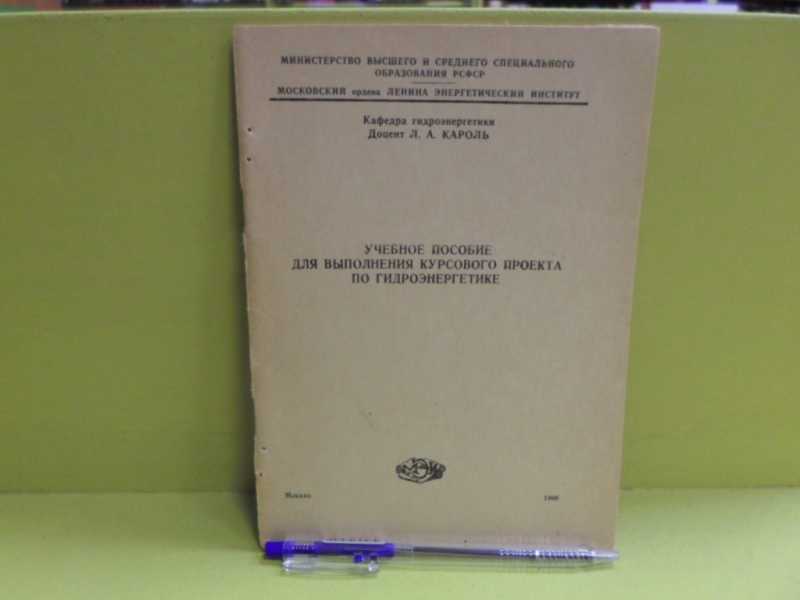 МИНИСТЕРСТВО ВЫСШЕГО И СРЕДНЕГО СПЕЦИАЛЬНОГО
ОБРАЗОВАНИЯ РСФСР
МОСКОВСКИЙ ордена ЛЕНИНА ЭНЕРГЕТИЧЕСКИЙ ИНСТИТУТ
Кафедра гидроэнергетики
Доцент Л. А. КАРОЛЬ
УЧЕБНОЕ ПОСОБИЕ
ДЛЯ ВЫПОЛНЕНИЯ КУРСОВОГО ПРОЕКТА
ПО ГИДРОЭНЕРГЕТИКЕ
Москва